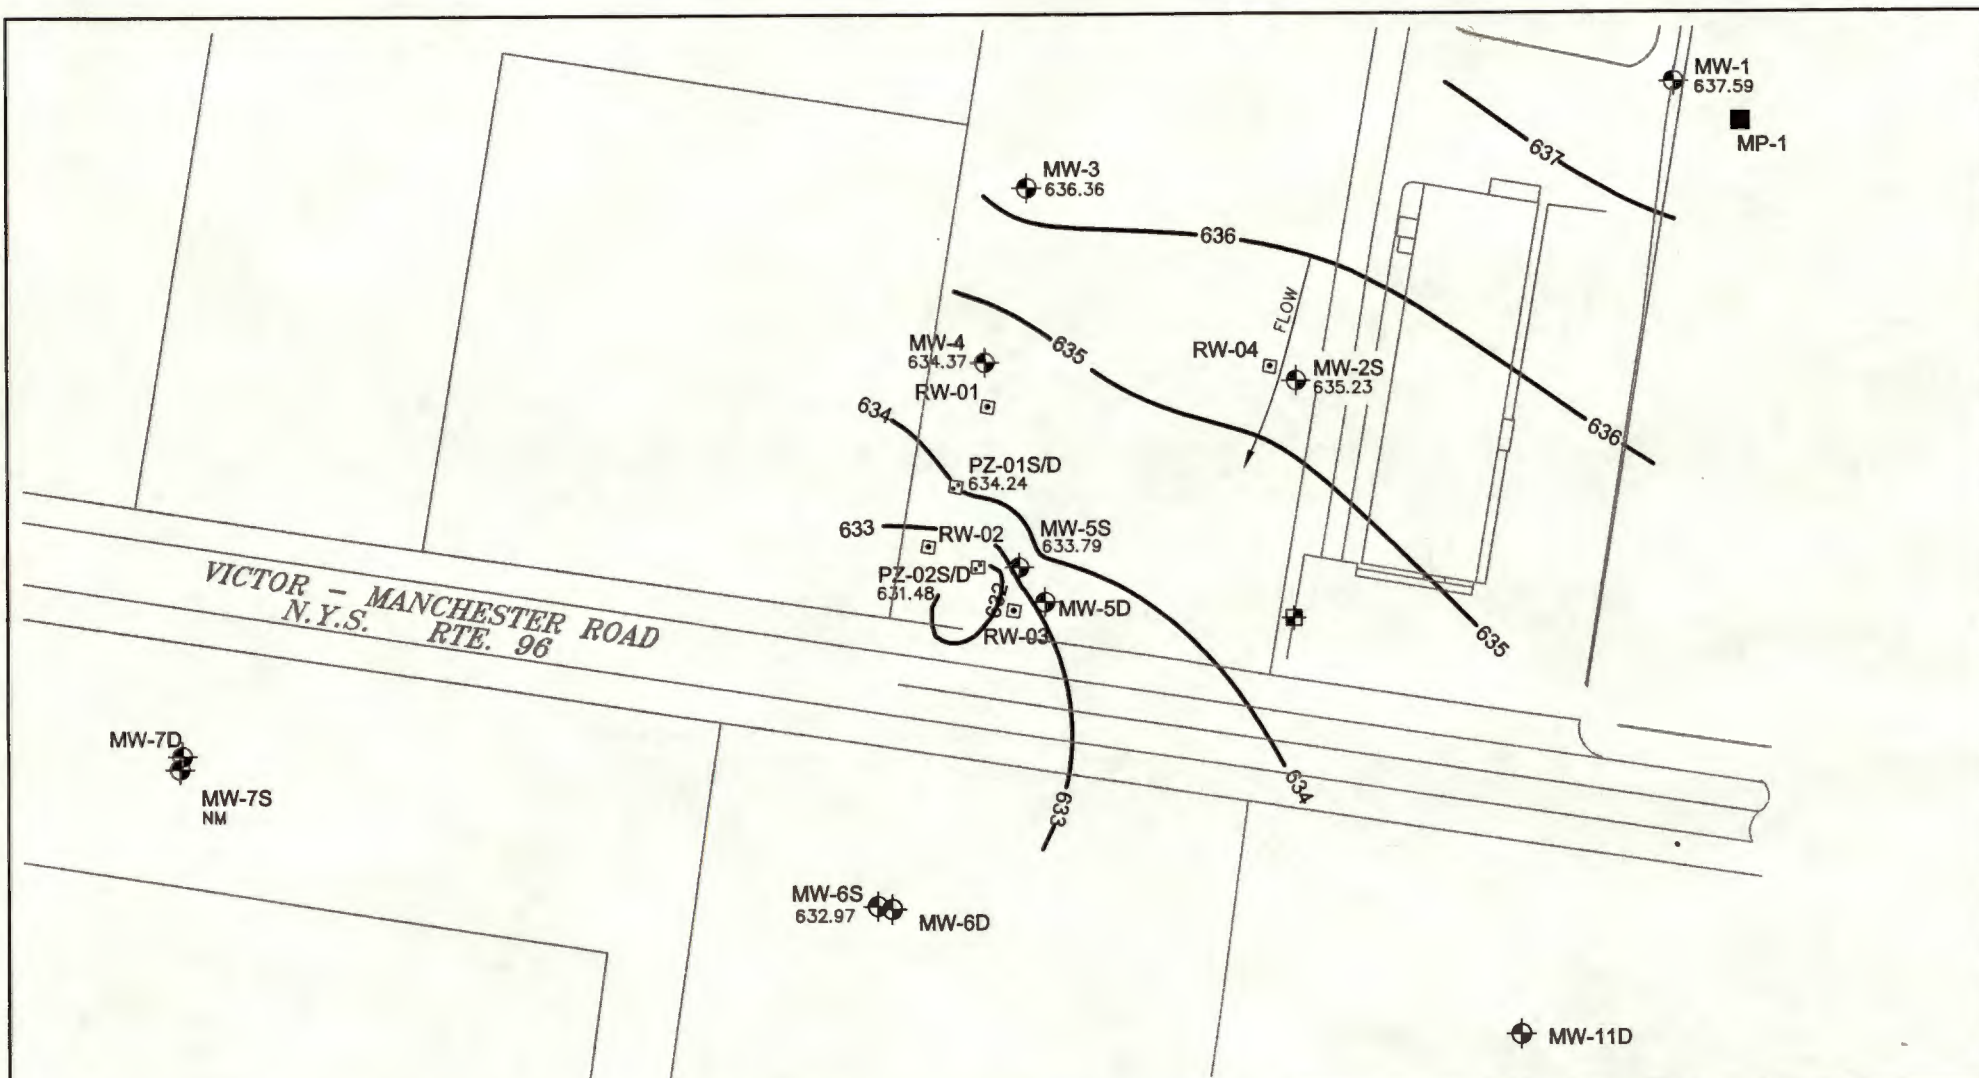 MW-1
637.59
MP-1
637
MW-3
636.36
636
FLOW
635
MW-4
634.37
RW-04
MW-2S
635.23
RW-01
634
636
PZ-01S/D
634.24
633
RW-02
MW-5S
633.79
PZ-02S/D
631.48
632
MW-5D
RW-03
635
VICTOR – MANCHESTER ROAD
N.Y.S. RTE. 96
MW-7D
MW-7S
NM
634
633
MW-6S
632.97
MW-6D
MW-11D